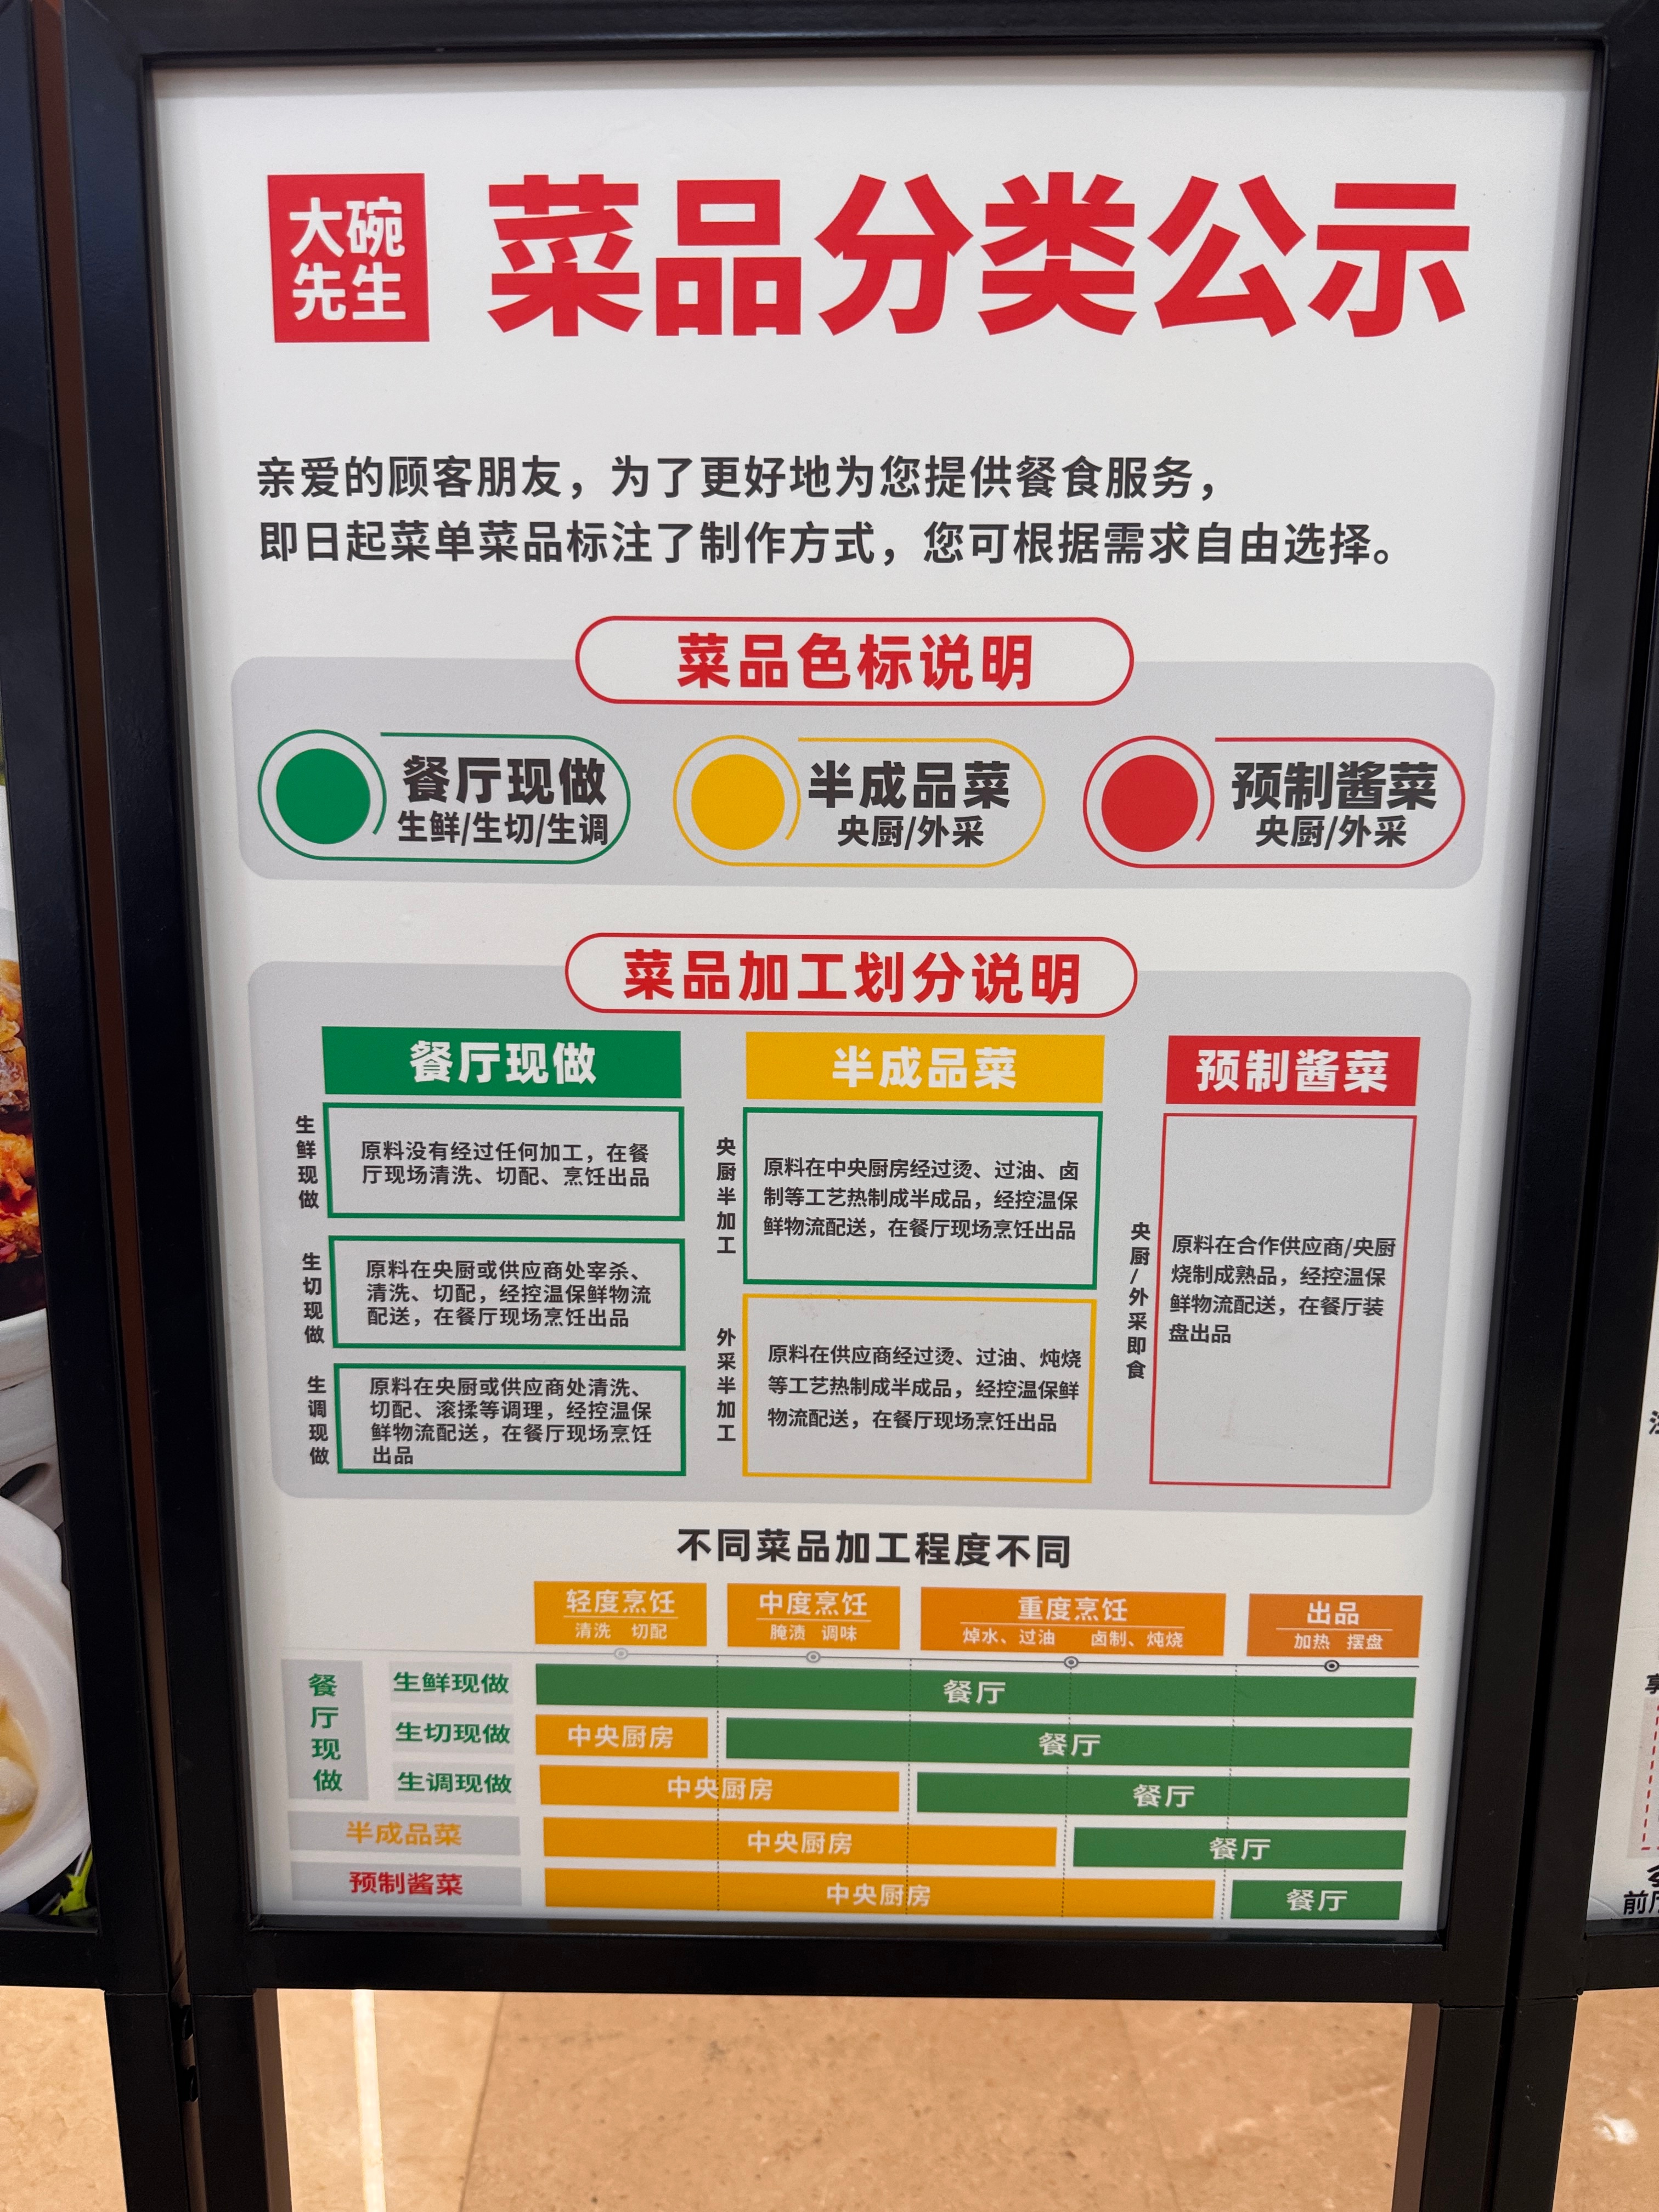 大碗
先生
菜品分类公示
亲爱的顾客朋友，为了更好地为您提供餐食服务，
即日起菜单菜品标注了制作方式，您可根据需求自由选择。
菜品色标说明
餐厅现做
生鲜/生切/生调
半成品菜
央厨/外采
预制酱菜
央厨/外采
菜品加工划分说明
餐厅现做
生鲜现做
原料没有经过任何加工，在餐
厅现场清洗、切配、烹饪出品
生切现做
原料在央厨或供应商处宰杀、
清洗、切配，经控温保鲜物流
配送，在餐厅现场烹饪出品
生调现做
原料在央厨或供应商处清洗、
切配、滚揉等调理，经控温保
鲜物流配送，在餐厅现场烹饪
出品
半成品菜
央厨半加工
原料在中央厨房经过烫、过油、卤
制等工艺热制成半成品，经控温保
鲜物流配送，在餐厅现场烹饪出品
外采半加工
原料在供应商经过烫、过油、炖烧
等工艺热制成半成品，经控温保鲜
物流配送，在餐厅现场烹饪出品
预制酱菜
央厨/外采即食
原料在合作供应商/央厨
烧制成熟品，经控温保
鲜物流配送，在餐厅装
盘出品
不同菜品加工程度不同
轻度烹饪
清洗 切配
中度烹饪
腌渍 调味
重度烹饪
焯水、过油 卤制、炖烧
出品
加热 摆盘
餐厅现做
生鲜现做
餐厅
生切现做
中央厨房
餐厅
生调现做
中央厨房
餐厅
半成品菜
中央厨房
餐厅
预制酱菜
中央厨房
餐厅